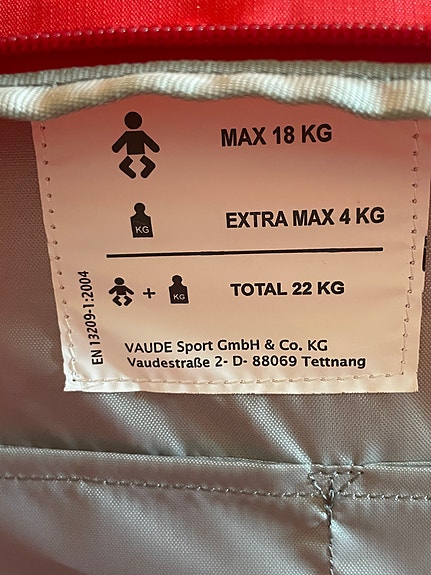 MAX 18 KG
KG
EXTRA MAX 4 KG
+
KG
TOTAL 22 KG
EN 13209-1:2004
VAUDE Sport GmbH & Co. KG
Vaudestraße 2- D- 88069 Tettnang